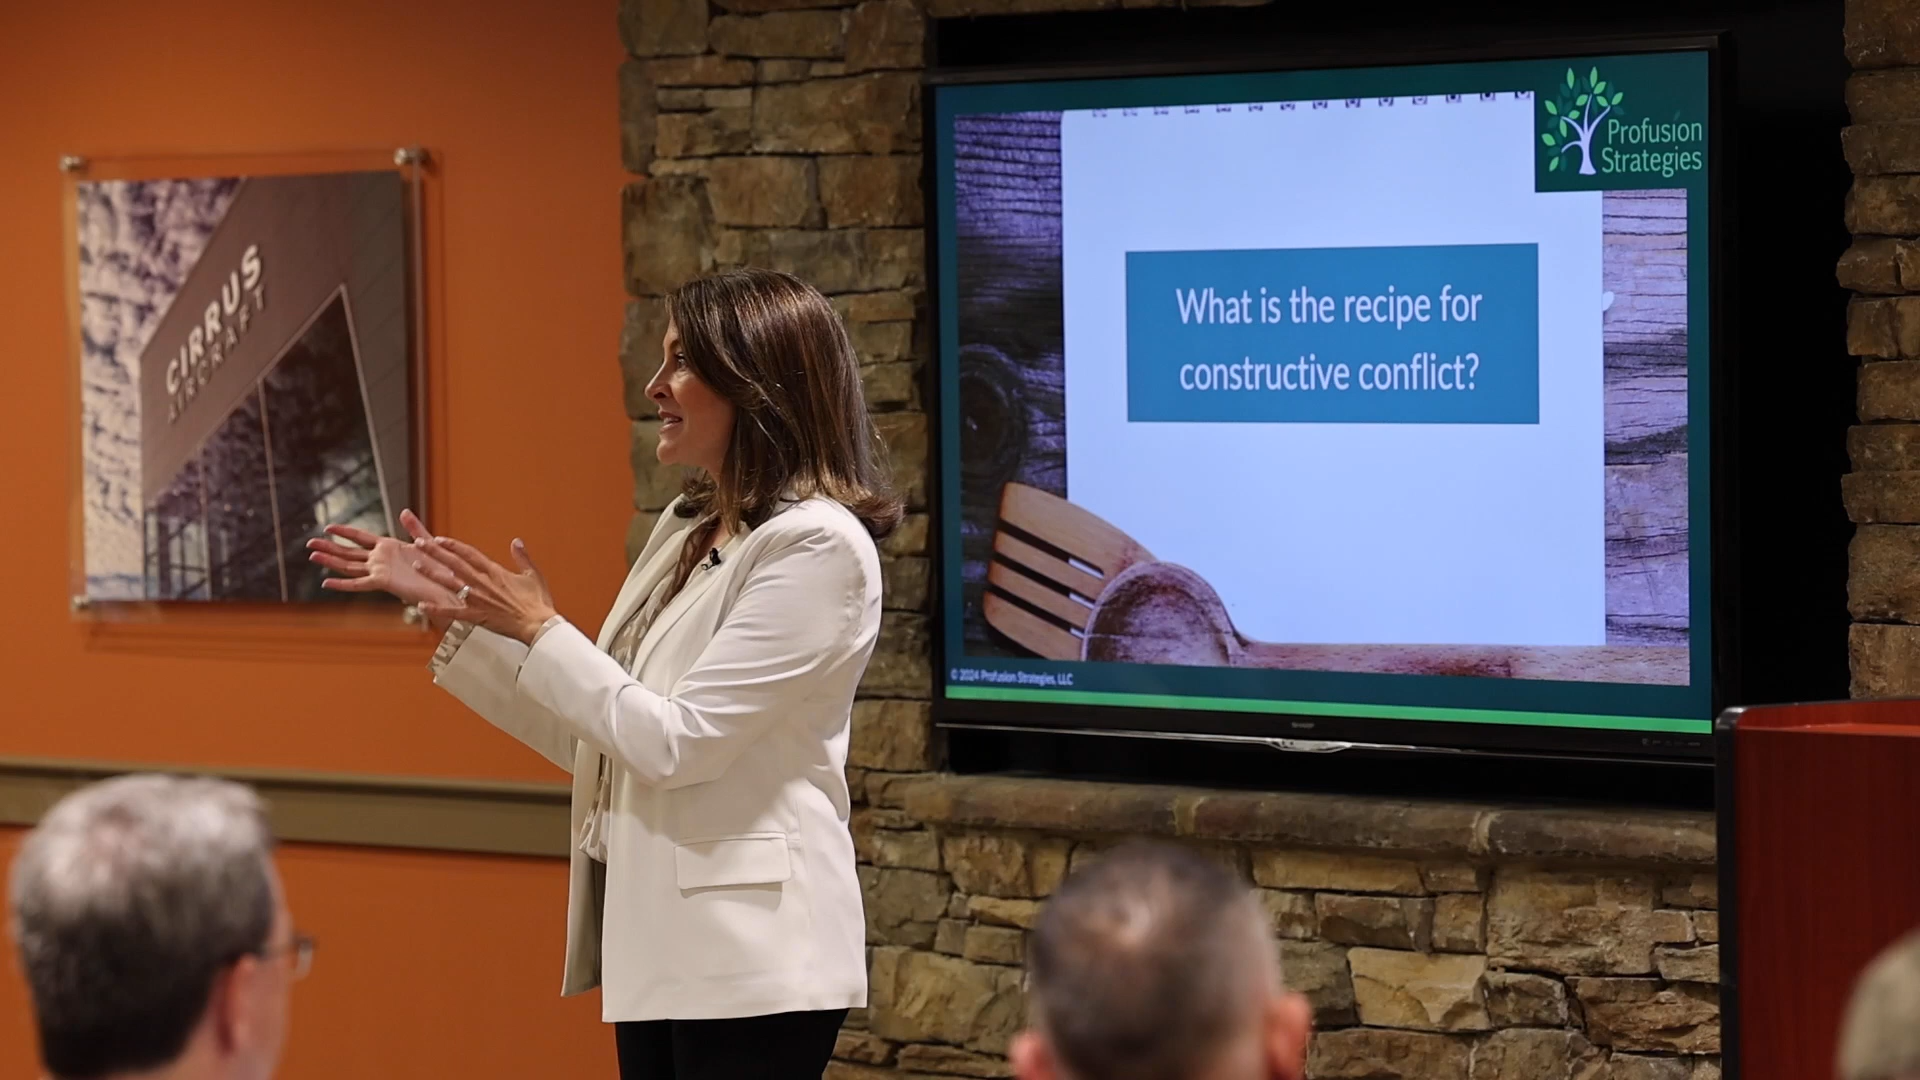 CIRRUS
AIRCRAFT
Profusion
Strategies
What is the recipe for
constructive conflict?
© 2024 Profusion Strategies, LLC
SHARP